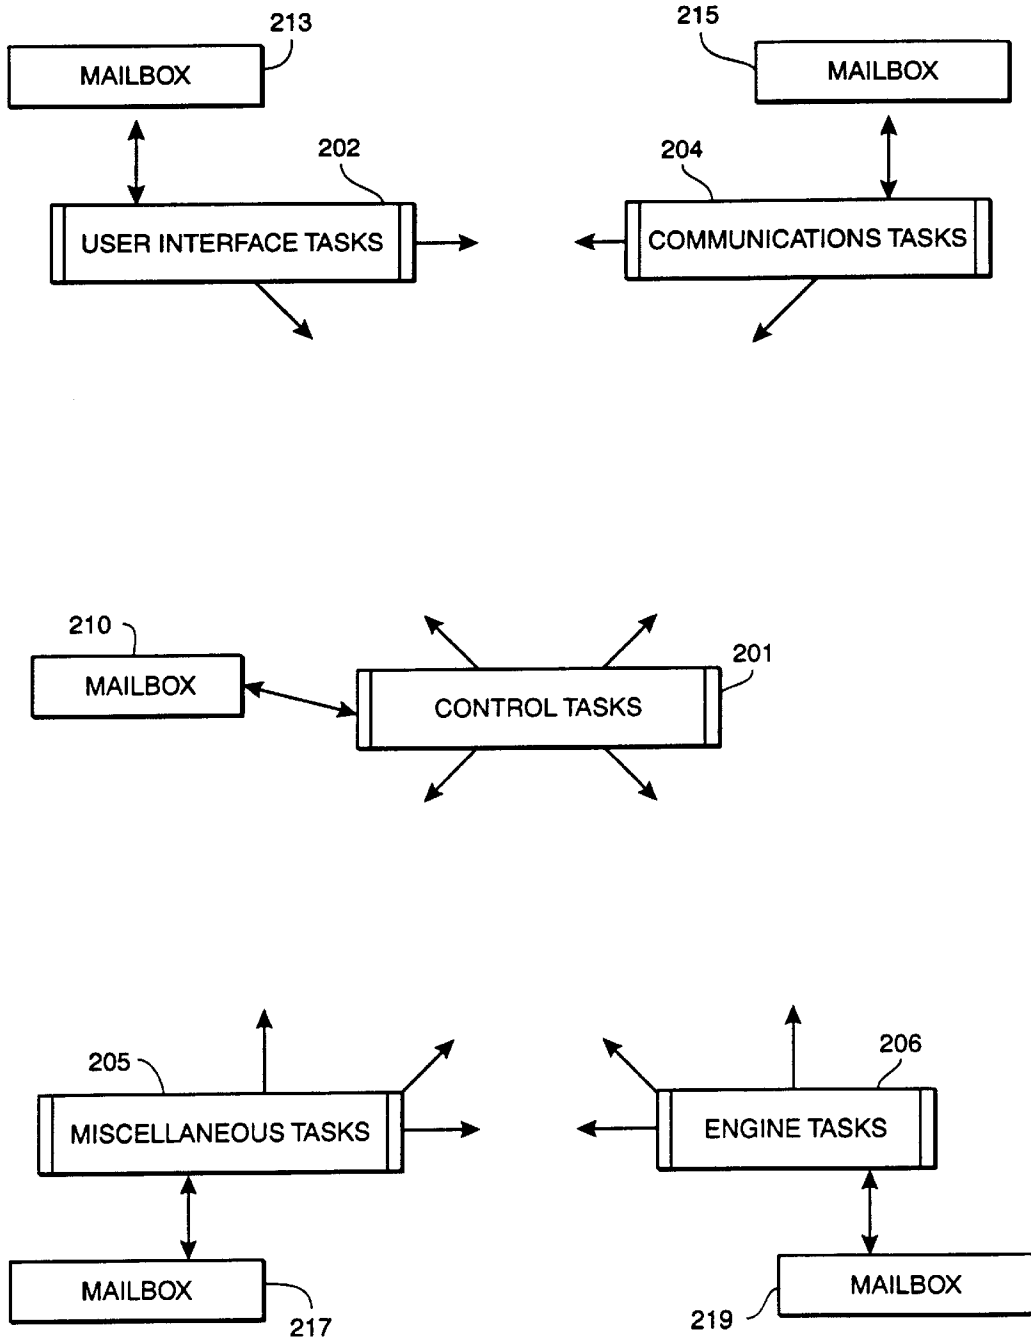 213
MAILBOX
215
MAILBOX
202
USER INTERFACE TASKS
204
COMMUNICATIONS TASKS
210
MAILBOX
201
CONTROL TASKS
205
MISCELLANEOUS TASKS
206
ENGINE TASKS
MAILBOX
217
MAILBOX
219